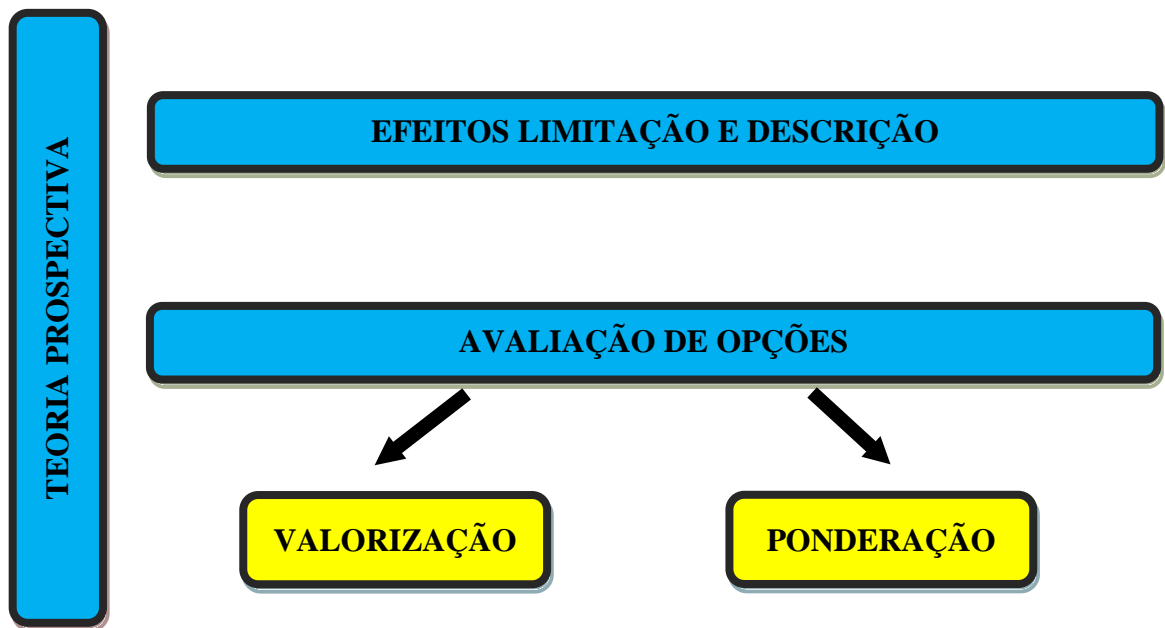 TEORIA PROSPECTIVA
EFEITOS LIMITAÇÃO E DESCRIÇÃO
AVALIAÇÃO DE OPÇÕES
VALORIZAÇÃO
PONDERAÇÃO